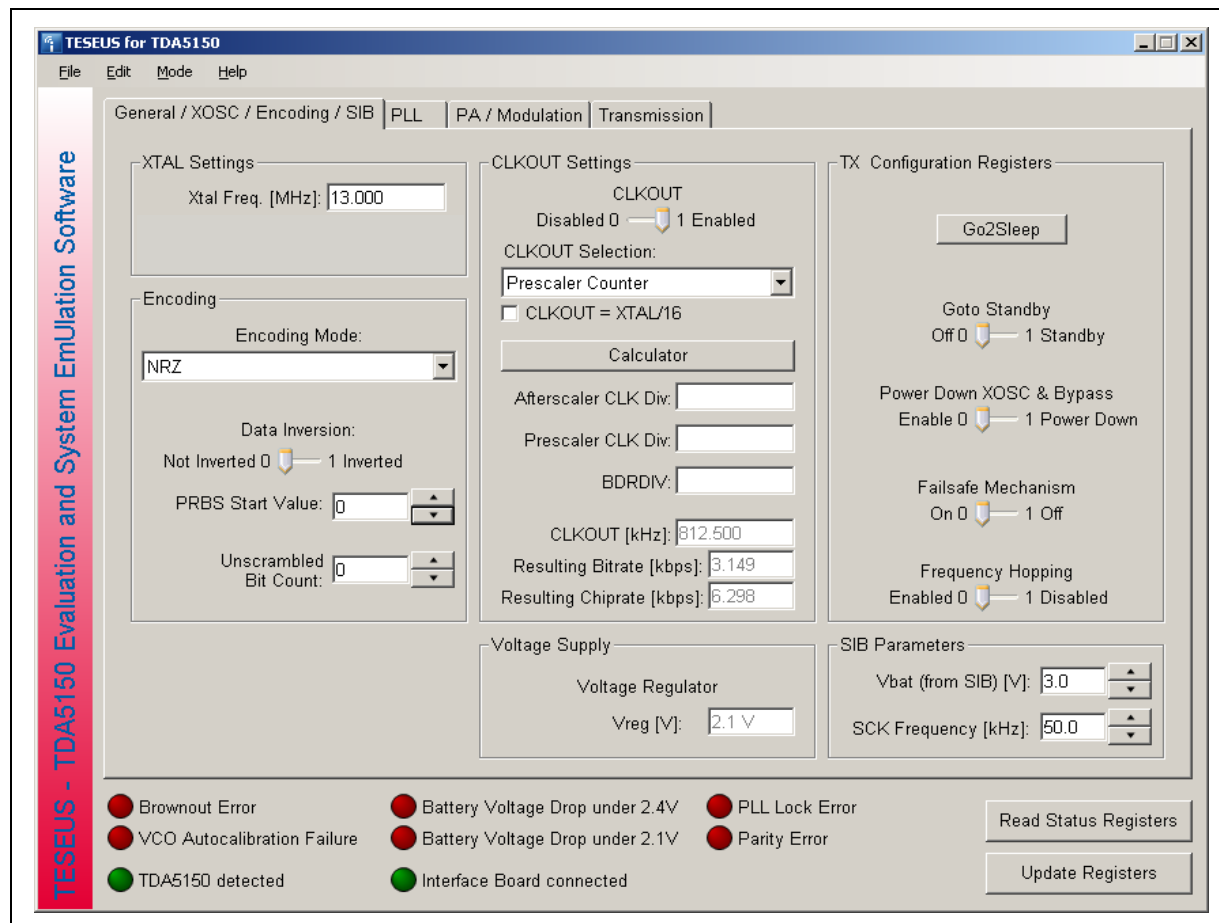 TESEUS for TDA5150
File Edit Mode Help
TESEUS - TDA5150 Evaluation and System EmUlation Software
General / XOSC / Encoding / SIB PLL PA / Modulation Transmission
XTAL Settings
Xtal Freq. [MHz]: 13.000
Encoding
Encoding Mode:
NRZ
Data Inversion:
Not Inverted 0 1 Inverted
PRBS Start Value: 0
Unscrambled
Bit Count: 0
CLKOUT Settings
CLKOUT
Disabled 0 1 Enabled
CLKOUT Selection:
Prescaler Counter
CLKOUT = XTAL/16
Calculator
Afterscaler CLK Div:
Prescaler CLK Div:
BDRDIV:
CLKOUT [kHz]: 812.500
Resulting Bitrate [kbps]: 3.149
Resulting Chiprate [kbps]: 6.298
Voltage Supply
Voltage Regulator
Vreg [V]: 2.1 V
TX Configuration Registers
Go2Sleep
Goto Standby
Off 0 1 Standby
Power Down XOSC & Bypass
Enable 0 1 Power Down
Failsafe Mechanism
On 0 1 Off
Frequency Hopping
Enabled 0 1 Disabled
SIB Parameters
Vbat (from SIB) [V]: 3.0
SCK Frequency [kHz]: 50.0
Brownout Error Battery Voltage Drop under 2.4V PLL Lock Error
VCO Autocalibration Failure Battery Voltage Drop under 2.1V Parity Error
TDA5150 detected Interface Board connected
Read Status Registers
Update Registers